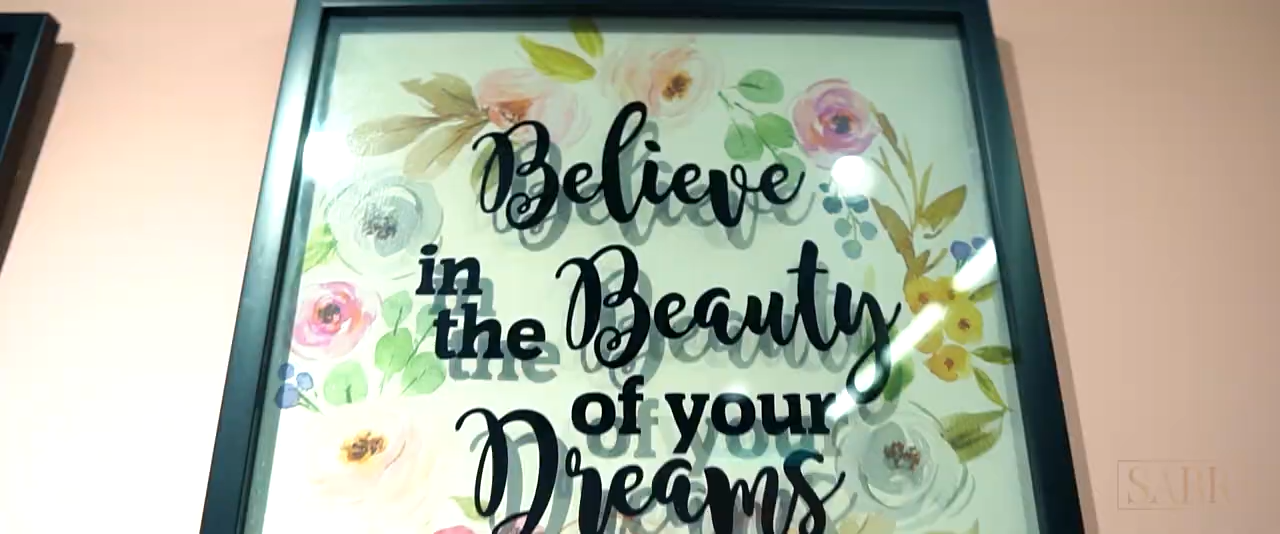 Believe
in
the Beauty
of your
Dreams